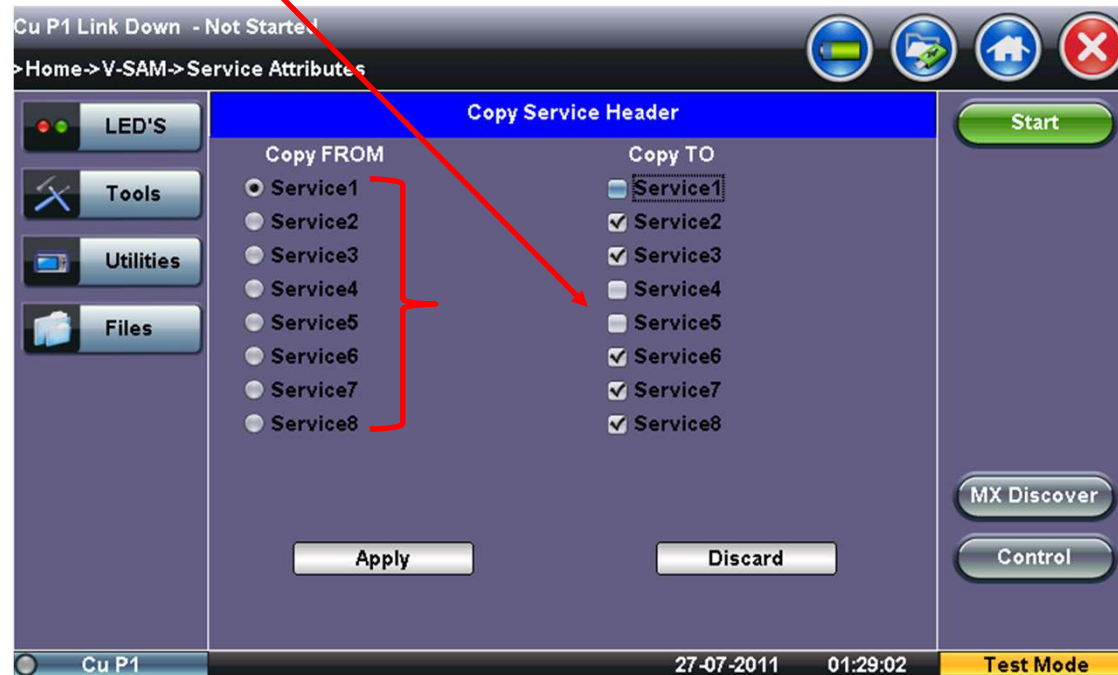 Cu P1 Link Down - Not Started
>Home->V-SAM->Service Attributes
LED'S
Tools
Utilities
Files
Copy Service Header
Copy FROM
Service1
Service2
Service3
Service4
Service5
Service6
Service7
Service8
Copy TO
Service1
Service2
Service3
Service4
Service5
Service6
Service7
Service8
Apply
Discard
Start
MX Discover
Control
Cu P1
27-07-2011 01:29:02
Test Mode